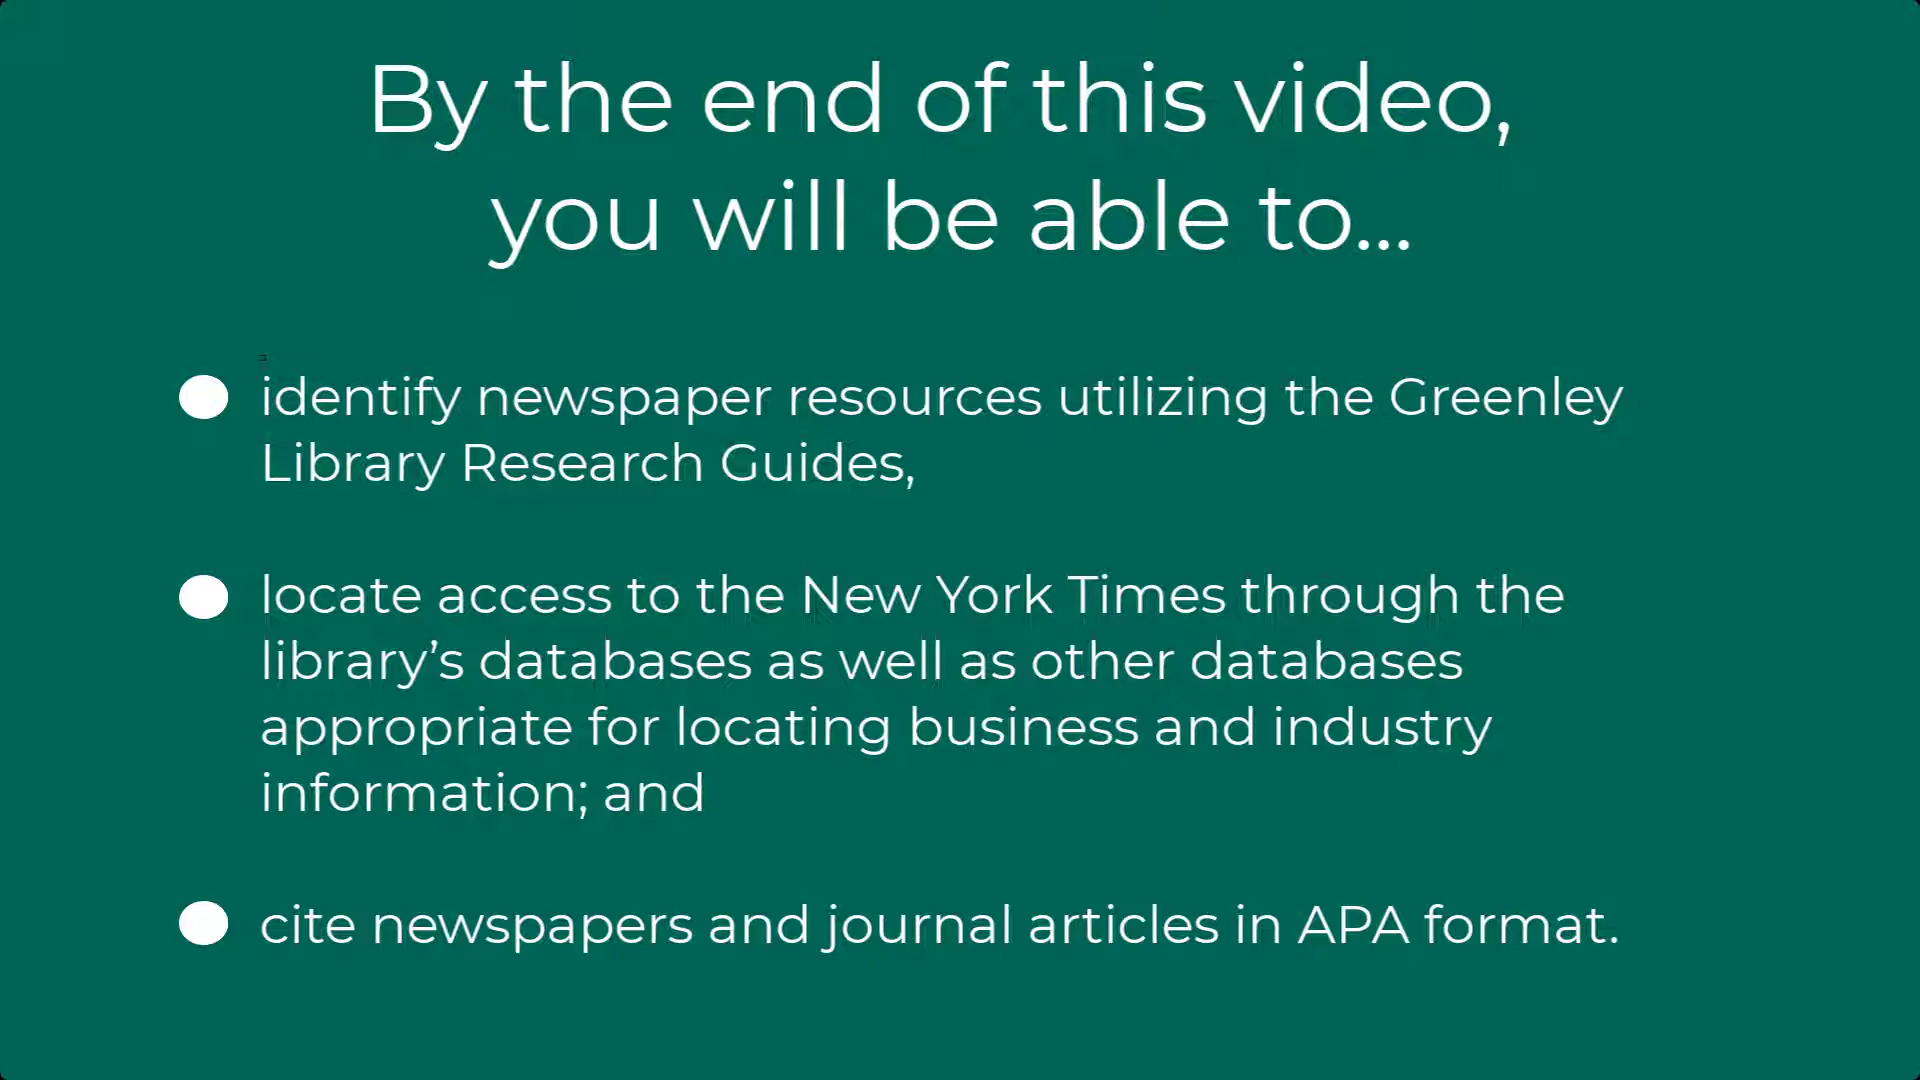 By the end of this video,
you will be able to...
identify newspaper resources utilizing the Greenley
Library Research Guides,
locate access to the New York Times through the
library’s databases as well as other databases
appropriate for locating business and industry
information; and
cite newspapers and journal articles in APA format.